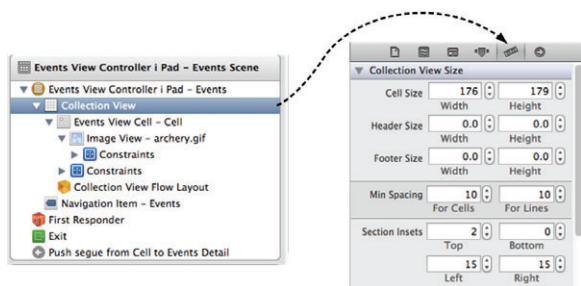 Events View Controller i Pad – Events Scene
Events View Controller i Pad – Events
Collection View
Events View Cell – Cell
Image View – archery.gif
Constraints
Constraints
Collection View Flow Layout
Navigation Item – Events
First Responder
Exit
Push segue from Cell to Events Detail
Collection View Size
Cell Size 176 179
Width Height
Header Size 0.0 0.0
Width Height
Footer Size 0.0 0.0
Width Height
Min Spacing 10 10
For Cells For Lines
Section Insets 2 0
Top Bottom
15 15
Left Right